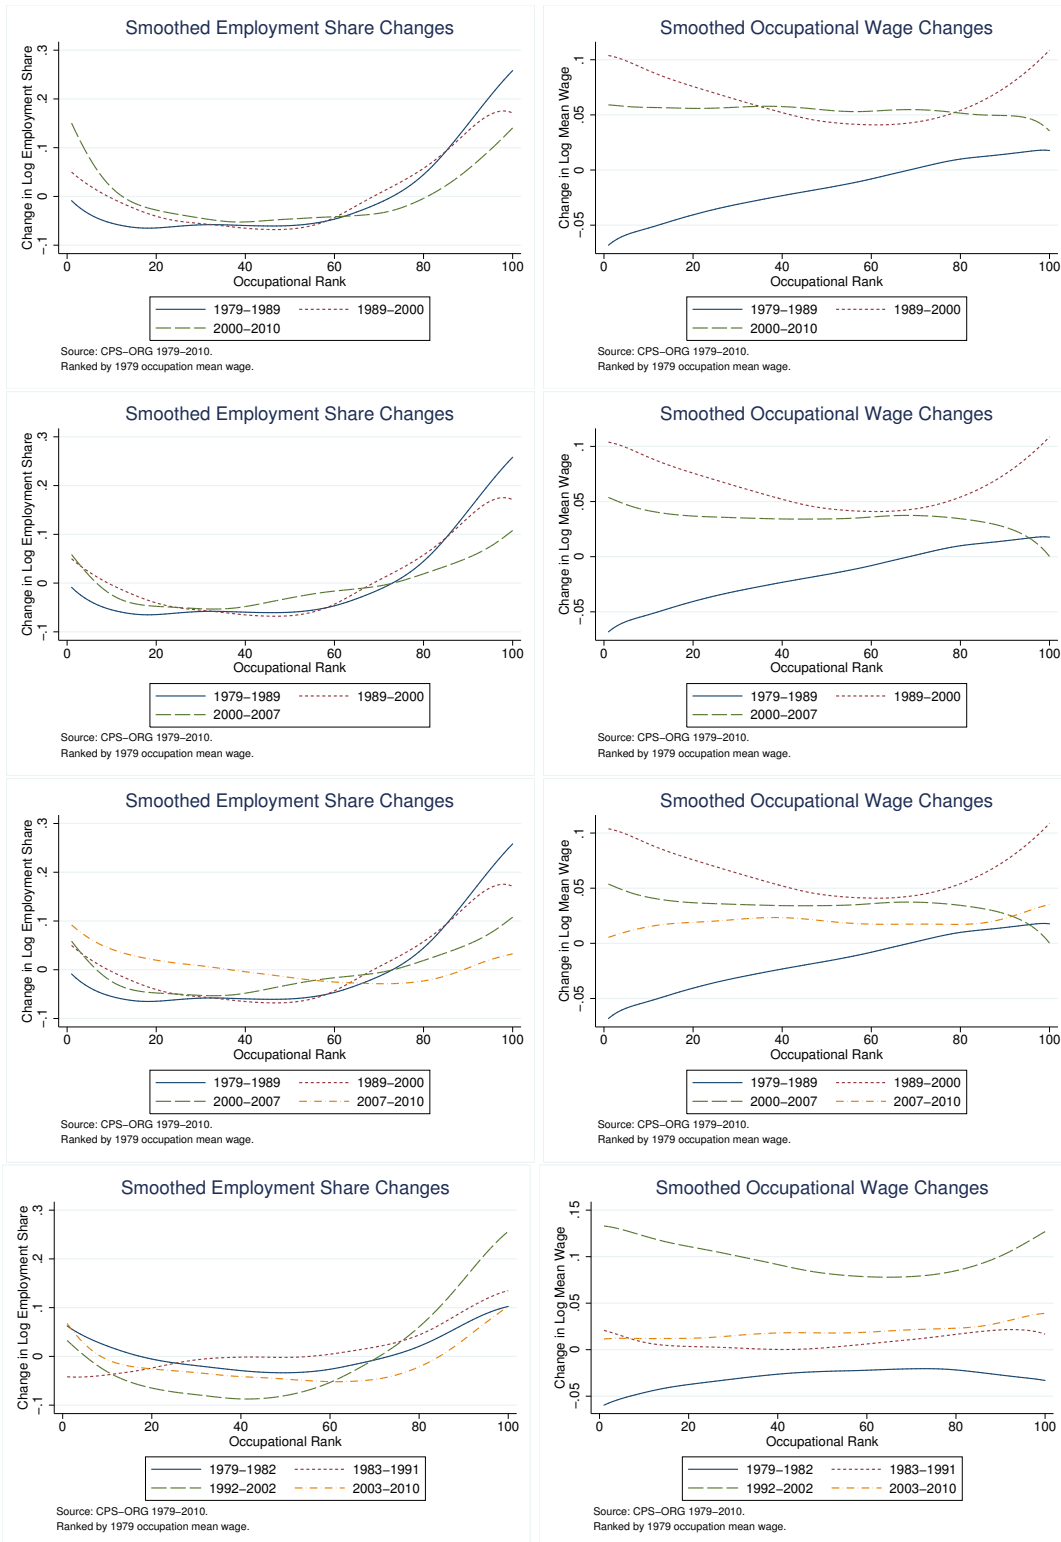 Smoothed Employment Share Changes
Change in Log Employment Share
.3
.2
.1
0
-.1
0 20 40 60 80 100
Occupational Rank
1979-1989 1989-2000
2000-2010
Source: CPS-ORG 1979-2010.
Ranked by 1979 occupation mean wage.
Smoothed Occupational Wage Changes
Change in Log Mean Wage
.1
.05
0
-.05
0 20 40 60 80 100
Occupational Rank
1979-1989 1989-2000
2000-2010
Source: CPS-ORG 1979-2010.
Ranked by 1979 occupation mean wage.
Smoothed Employment Share Changes
Change in Log Employment Share
.3
.2
.1
0
-.1
0 20 40 60 80 100
Occupational Rank
1979-1989 1989-2000
2000-2007
Source: CPS-ORG 1979-2010.
Ranked by 1979 occupation mean wage.
Smoothed Occupational Wage Changes
Change in Log Mean Wage
.1
.05
0
-.05
0 20 40 60 80 100
Occupational Rank
1979-1989 1989-2000
2000-2007
Source: CPS-ORG 1979-2010.
Ranked by 1979 occupation mean wage.
Smoothed Employment Share Changes
Change in Log Employment Share
.3
.2
.1
0
-.1
0 20 40 60 80 100
Occupational Rank
1979-1989 1989-2000
2000-2007 2007-2010
Source: CPS-ORG 1979-2010.
Ranked by 1979 occupation mean wage.
Smoothed Occupational Wage Changes
Change in Log Mean Wage
.1
.05
0
-.05
0 20 40 60 80 100
Occupational Rank
1979-1989 1989-2000
2000-2007 2007-2010
Source: CPS-ORG 1979-2010.
Ranked by 1979 occupation mean wage.
Smoothed Employment Share Changes
Change in Log Employment Share
.3
.2
.1
0
-.1
0 20 40 60 80 100
Occupational Rank
1979-1982 1983-1991
1992-2002 2003-2010
Source: CPS-ORG 1979-2010.
Ranked by 1979 occupation mean wage.
Smoothed Occupational Wage Changes
Change in Log Mean Wage
.15
.1
.05
0
-.05
0 20 40 60 80 100
Occupational Rank
1979-1982 1983-1991
1992-2002 2003-2010
Source: CPS-ORG 1979-2010.
Ranked by 1979 occupation mean wage.